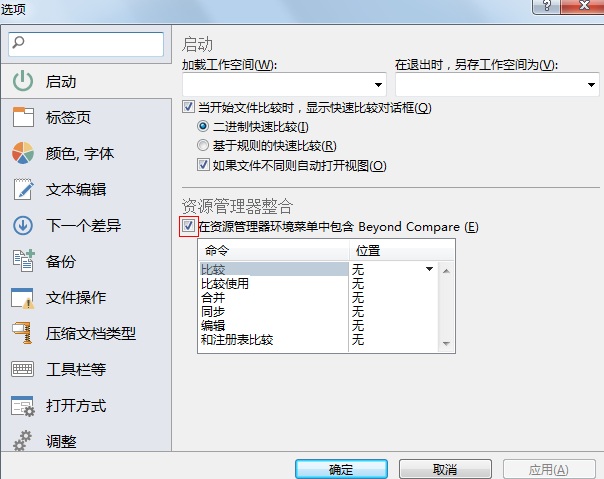 选项
启动
标签页
颜色, 字体
文本编辑
下一个差异
备份
文件操作
压缩文档类型
工具栏等
打开方式
调整
启动
加载工作空间(W):
在退出时，另存工作空间为(V):
当开始文件比较时，显示快速比较对话框(Q)
二进制快速比较(I)
基于规则的快速比较(R)
如果文件不同则自动打开视图(O)
资源管理器整合
在资源管理器环境菜单中包含 Beyond Compare (E)
命令 位置
比较 无
比较使用 无
合并 无
同步 无
编辑 无
和注册表比较 无
确定 取消 应用(A)